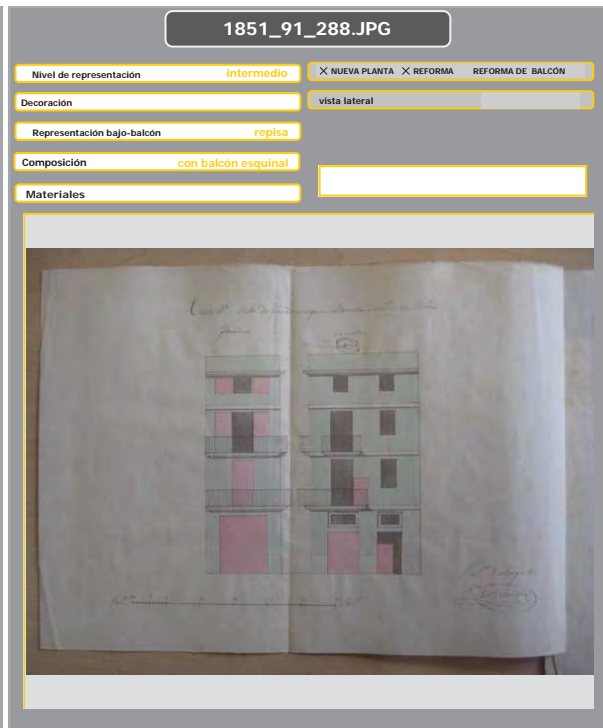 1851_91_288.JPG
Nivel de representación intermedio
NUEVA PLANTA REFORMA REFORMA DE BALCÓN
Decoración
vista lateral
Representación bajo-balcón repisa
Composición con balcón esquinal
Materiales